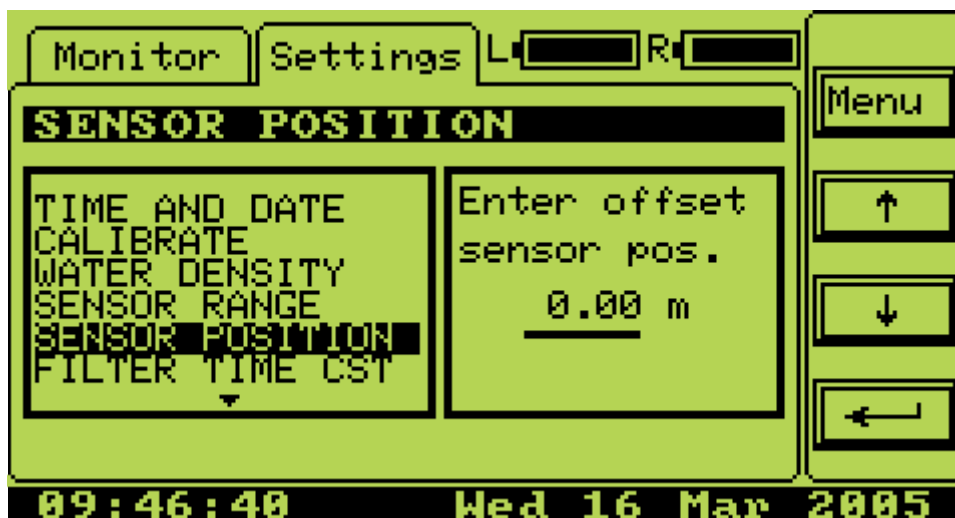 Monitor Settings L R
Menu
SENSOR POSITION
TIME AND DATE
CALIBRATE
WATER DENSITY
SENSOR RANGE
SENSOR POSITION
FILTER TIME CST
Enter offset
sensor pos.
0.00 m
09:46:40 Wed 16 Mar 2005